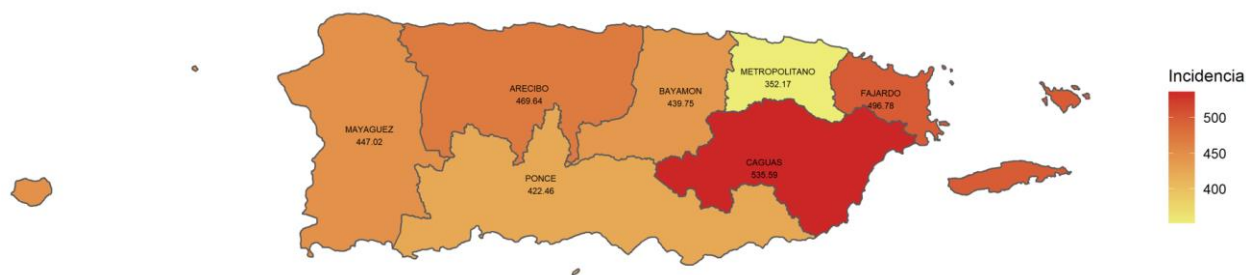 METROPOLITANO
352.17
ARECIBO
469.64
BAYAMON
439.75
FAJARDO
496.78
MAYAGUEZ
447.02
CAGUAS
535.59
PONCE
422.46
Incidencia
500
450
400